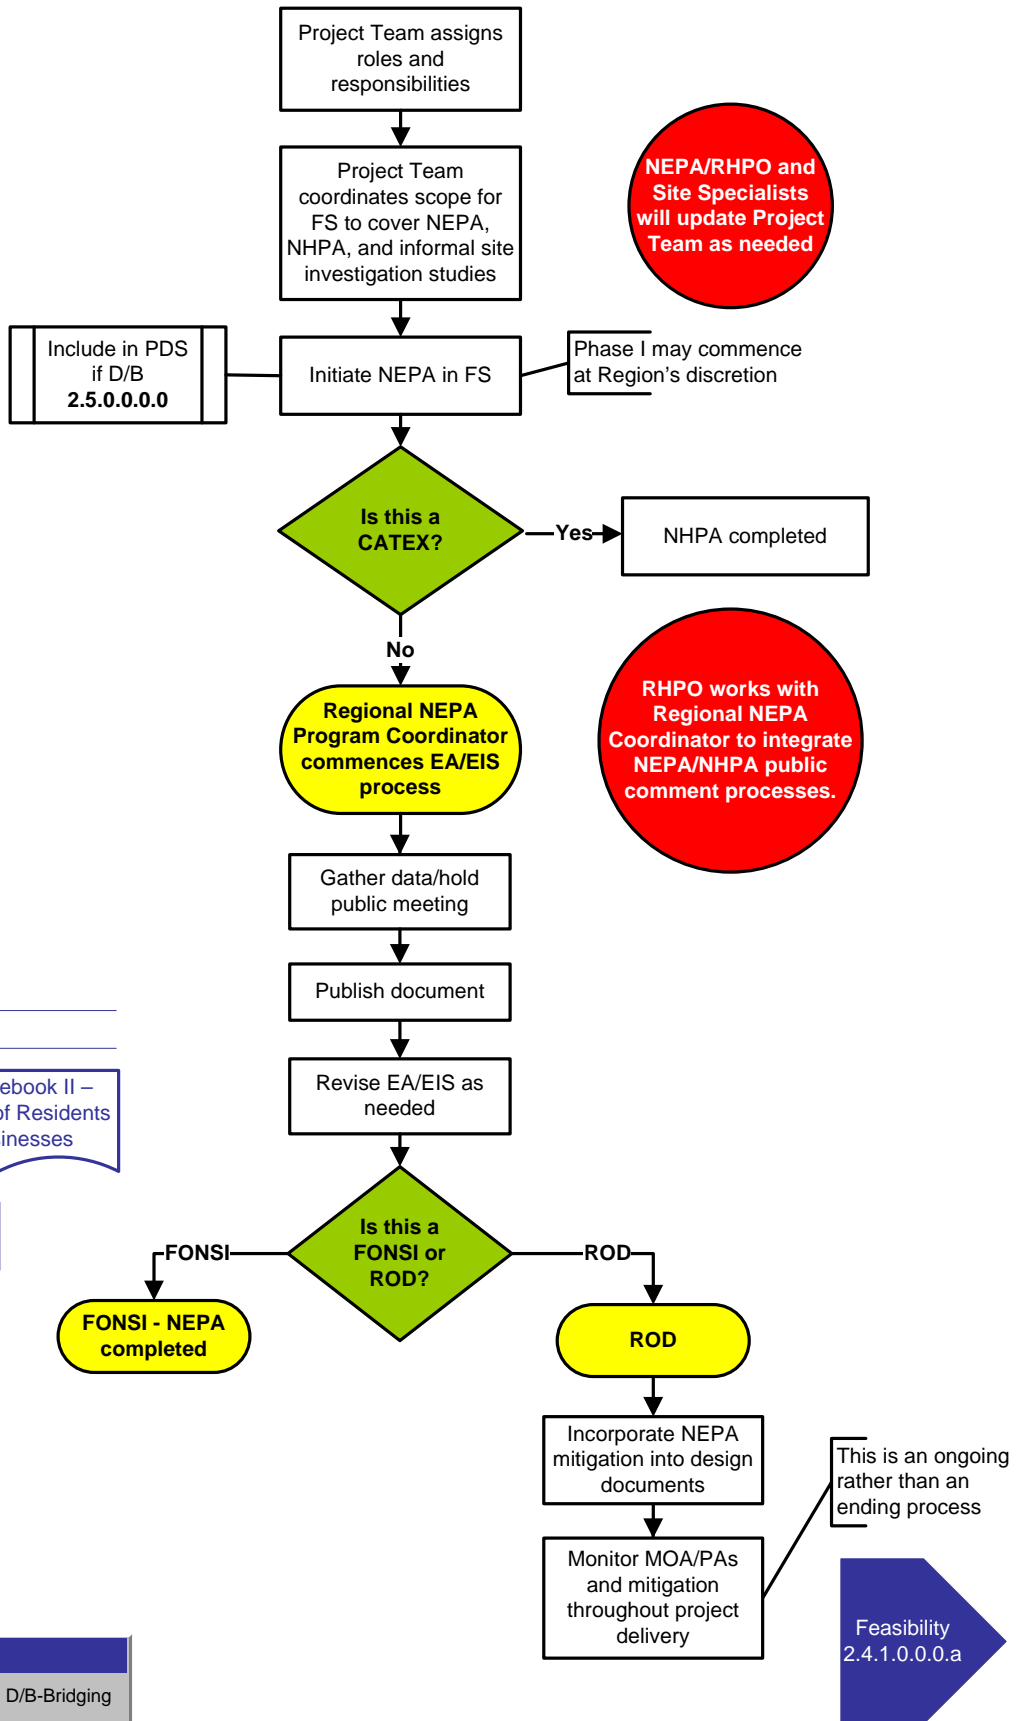 Project Team assigns
roles and
responsibilities
Project Team
coordinates scope for
FS to cover NEPA,
NHPA, and informal site
investigation studies
NEPA/RHPO and
Site Specialists
will update Project
Team as needed
Include in PDS
if D/B
2.5.0.0.0.0
Initiate NEPA in FS
Phase I may commence
at Region's discretion
Is this a
CATEX?
Yes
NHPA completed
No
Regional NEPA
Program Coordinator
commences EA/EIS
process
RHPO works with
Regional NEPA
Coordinator to integrate
NEPA/NHPA public
comment processes.
Gather data/hold
public meeting
Publish document
Revise EA/EIS as
needed
ebook II –
of Residents
sinesses
Is this a
FONSI or
ROD?
FONSI
ROD
FONSI - NEPA
completed
ROD
Incorporate NEPA
mitigation into design
documents
This is an ongoing
rather than an
ending process
Monitor MOA/PAs
and mitigation
throughout project
delivery
Feasibility
2.4.1.0.0.0.a
D/B-Bridging